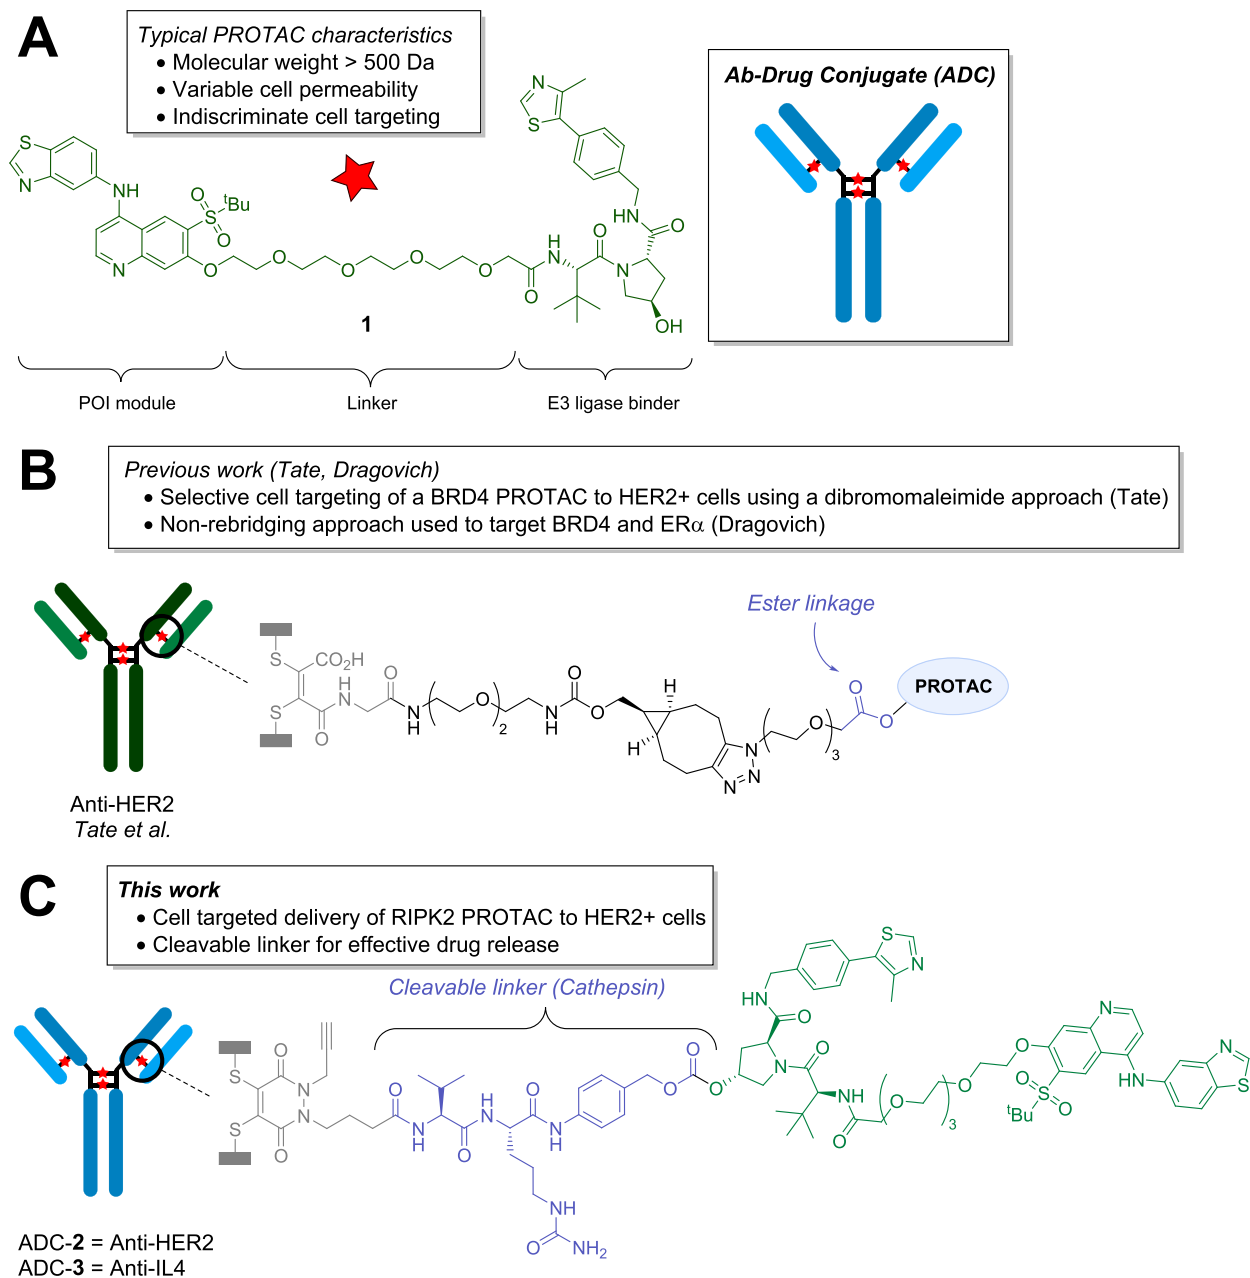 A
Typical PROTAC characteristics
• Molecular weight > 500 Da
• Variable cell permeability
• Indiscriminate cell targeting
Ab-Drug Conjugate (ADC)
S
N
NH
O
S
O
tBu
N
O
O
O
O
O
O
H
N
O
N
HN
O
N
S
OH
1
POI module
Linker
E3 ligase binder
B
Previous work (Tate, Dragovich)
• Selective cell targeting of a BRD4 PROTAC to HER2+ cells using a dibromomaleimide approach (Tate)
• Non-rebridging approach used to target BRD4 and ERα (Dragovich)
Ester linkage
PROTAC
S
CO2H
S
O
H
N
O
N
H
O
2
N
H
O
O
H
H
N
N
N
O
3
O
O
Anti-HER2
Tate et al.
C
This work
• Cell targeted delivery of RIPK2 PROTAC to HER2+ cells
• Cleavable linker for effective drug release
Cleavable linker (Cathepsin)
S
S
O
N
N
O
O
N
H
O
H
N
O
N
H
NH
O
NH2
O
O
O
O
N
O
HN
S
N
O
NH
O
O
3
O
O
N
O
S
O
tBu
HN
N
S
ADC-2 = Anti-HER2
ADC-3 = Anti-IL4